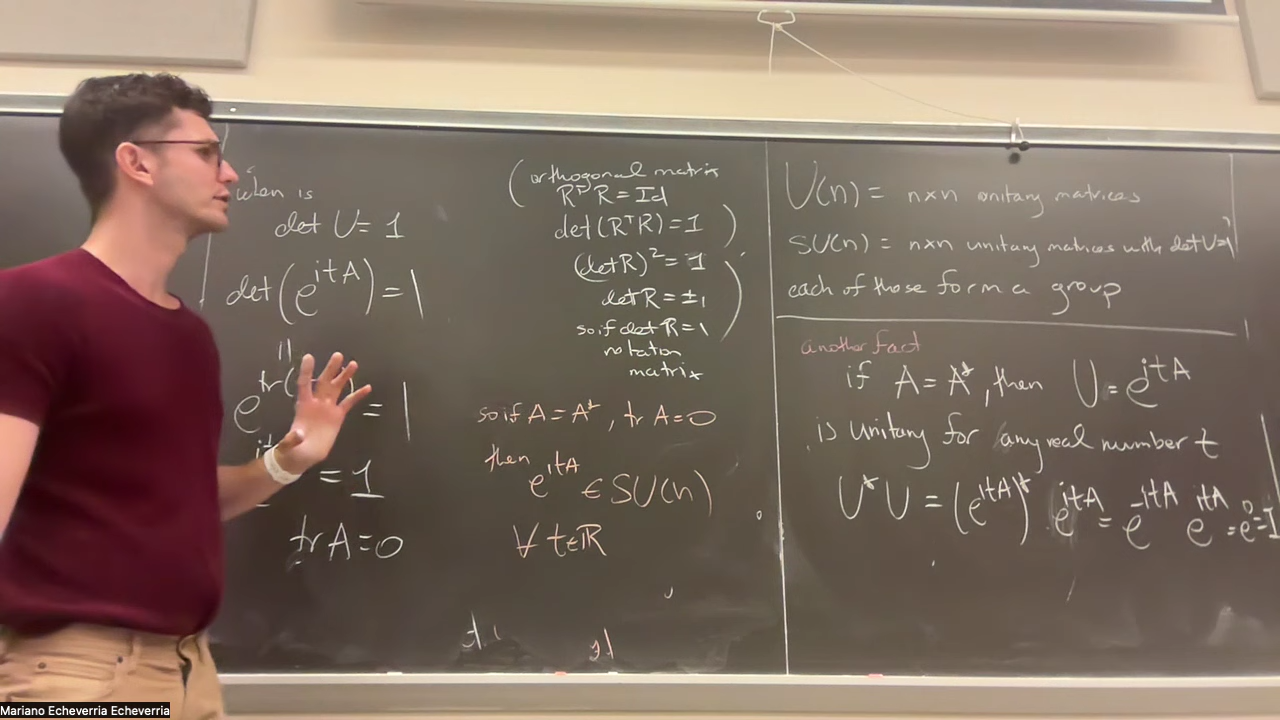 when is
det U = 1
det(e^{itA}) = 1
||
e^{tr(
= 1
e^{it
= 1
tr A = 0
(orthogonal matrix
R^T R = Id
det(R^T R) = 1 )
(det R)^2 = 1
det R = ±1
so if det R = 1
rotation
matrix
so if A = A*, tr A = 0
then
e^{itA} ∈ SU(n)
∀ t ∈ ℝ
U(n) = n×n unitary matrices
SU(n) = n×n unitary matrices with det U=1
each of those form a group
another fact
if A = A*, then U = e^{itA}
is unitary for any real number t
U*U = (e^{itA})* e^{itA} = e^{-itA} e^{itA} = e^0 = I
Mariano Echeverria Echeverria